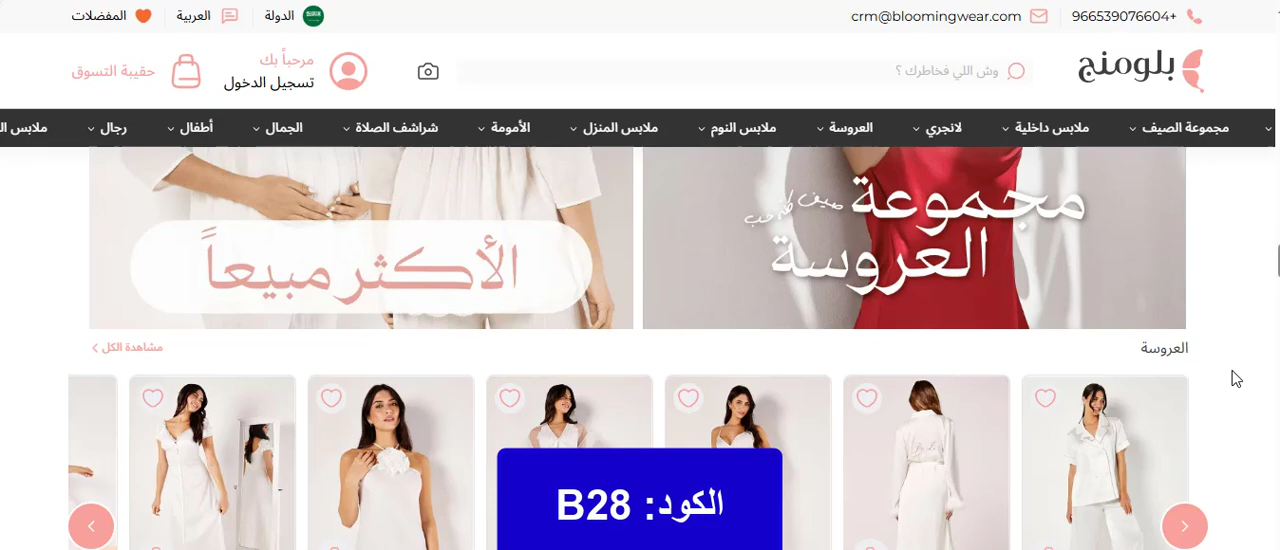 +966539076604
crm@bloomingwear.com
الدولة
العربية
المفضلات
بلومنج
وش اللي فخاطرك ؟
مرحباً بك
تسجيل الدخول
حقيبة التسوق
مجموعة الصيف
ملابس داخلية
لانجري
العروسة
ملابس النوم
ملابس المنزل
الأمومة
شراشف الصلاة
الجمال
أطفال
رجال
ملابس ال
مجموعة
العروسة
الأكثر مبيعاً
العروسة
مشاهدة الكل
الكود: B28